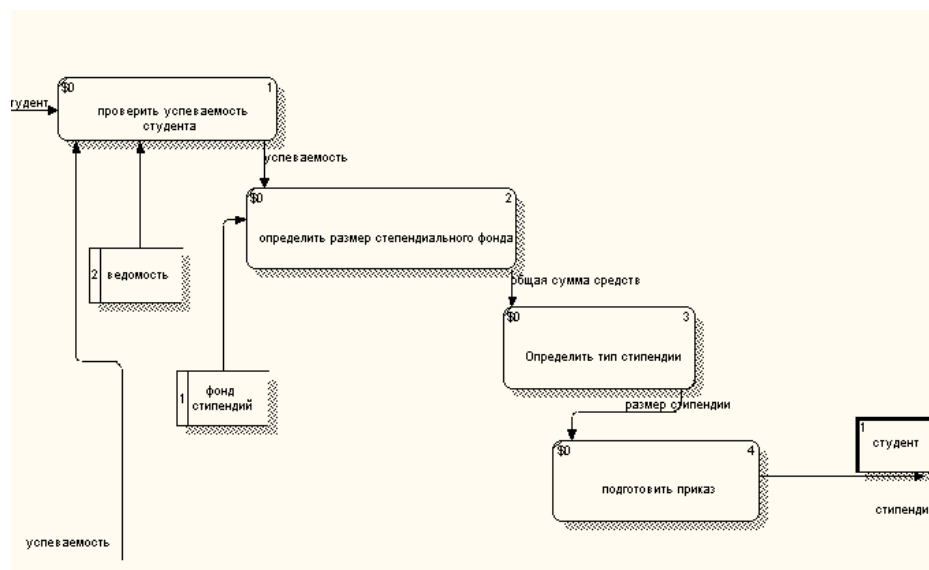 $0 1
тудент
проверить успеваемость
студента
успеваемость
$0 2
определить размер степендиального фонда
2 ведомость
общая сумма средств
$0 3
Определить тип стипендии
1 фонд
стипендий
размер стипендии
1
студент
$0 4
подготовить приказ
стипенди
успеваемость